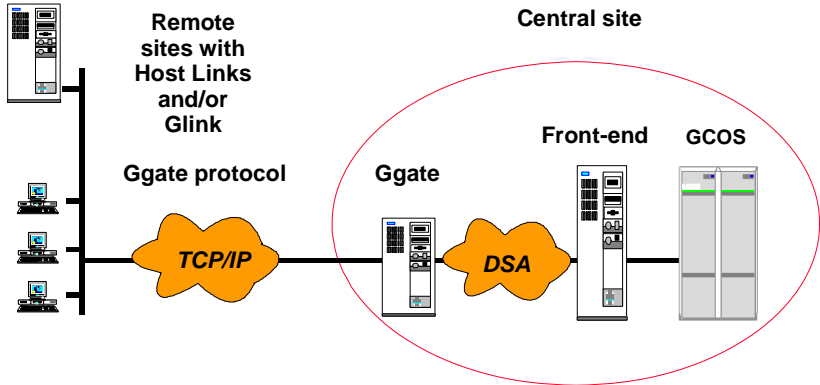 Remote
sites with
Host Links
and/or
Glink
Central site
Ggate protocol
Ggate
Front-end
GCOS
TCP/IP
DSA